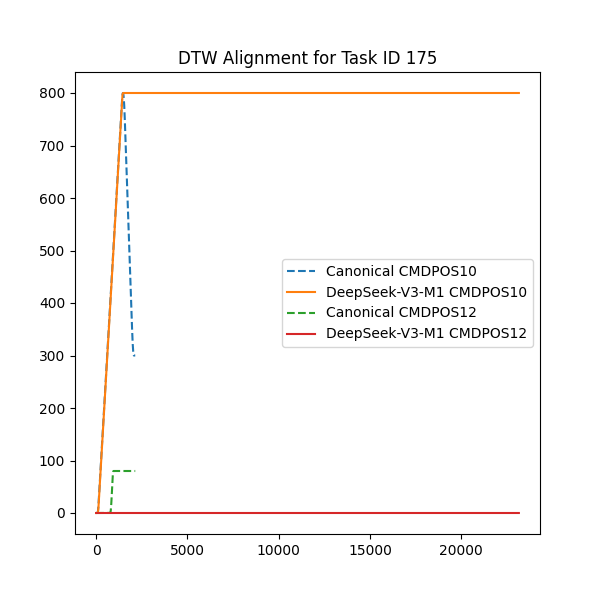 DTW Alignment for Task ID 175
800
700
600
500
400
300
200
100
0
Canonical CMDPOS10
DeepSeek-V3-M1 CMDPOS10
Canonical CMDPOS12
DeepSeek-V3-M1 CMDPOS12
0 5000 10000 15000 20000